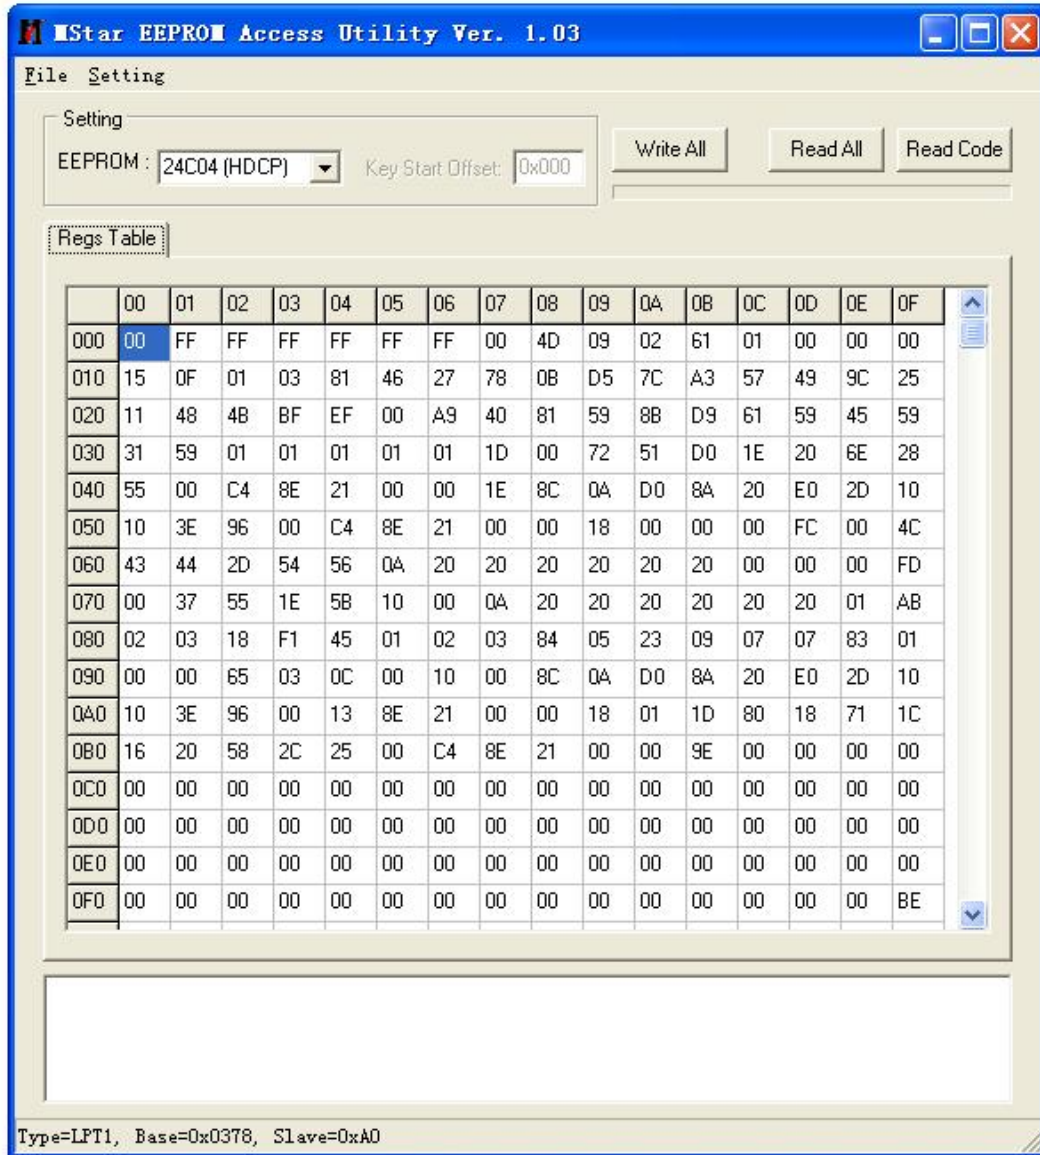 MStar EEPROM Access Utility Ver. 1.03
File Setting
Setting
EEPROM : 24C04 (HDCP) Key Start Offset: 0x000
Write All Read All Read Code
Regs Table
00 01 02 03 04 05 06 07 08 09 0A 0B 0C 0D 0E 0F
000 00 FF FF FF FF FF FF 00 4D 09 02 61 01 00 00 00
010 15 0F 01 03 81 46 27 78 0B D5 7C A3 57 49 9C 25
020 11 48 4B BF EF 00 A9 40 81 59 8B D9 61 59 45 59
030 31 59 01 01 01 01 01 1D 00 72 51 D0 1E 20 6E 28
040 55 00 C4 8E 21 00 00 1E 8C 0A D0 8A 20 E0 2D 10
050 10 3E 96 00 C4 8E 21 00 00 18 00 00 00 FC 00 4C
060 43 44 2D 54 56 0A 20 20 20 20 20 20 00 00 00 FD
070 00 37 55 1E 5B 10 00 0A 20 20 20 20 20 20 01 AB
080 02 03 18 F1 45 01 02 03 84 05 23 09 07 07 83 01
090 00 00 65 03 0C 00 10 00 8C 0A D0 8A 20 E0 2D 10
0A0 10 3E 96 00 13 8E 21 00 00 18 01 1D 80 18 71 1C
0B0 16 20 58 2C 25 00 C4 8E 21 00 00 9E 00 00 00 00
0C0 00 00 00 00 00 00 00 00 00 00 00 00 00 00 00 00
0D0 00 00 00 00 00 00 00 00 00 00 00 00 00 00 00 00
0E0 00 00 00 00 00 00 00 00 00 00 00 00 00 00 00 00
0F0 00 00 00 00 00 00 00 00 00 00 00 00 00 00 00 BE
Type=LPT1, Base=0x0378, Slave=0xA0